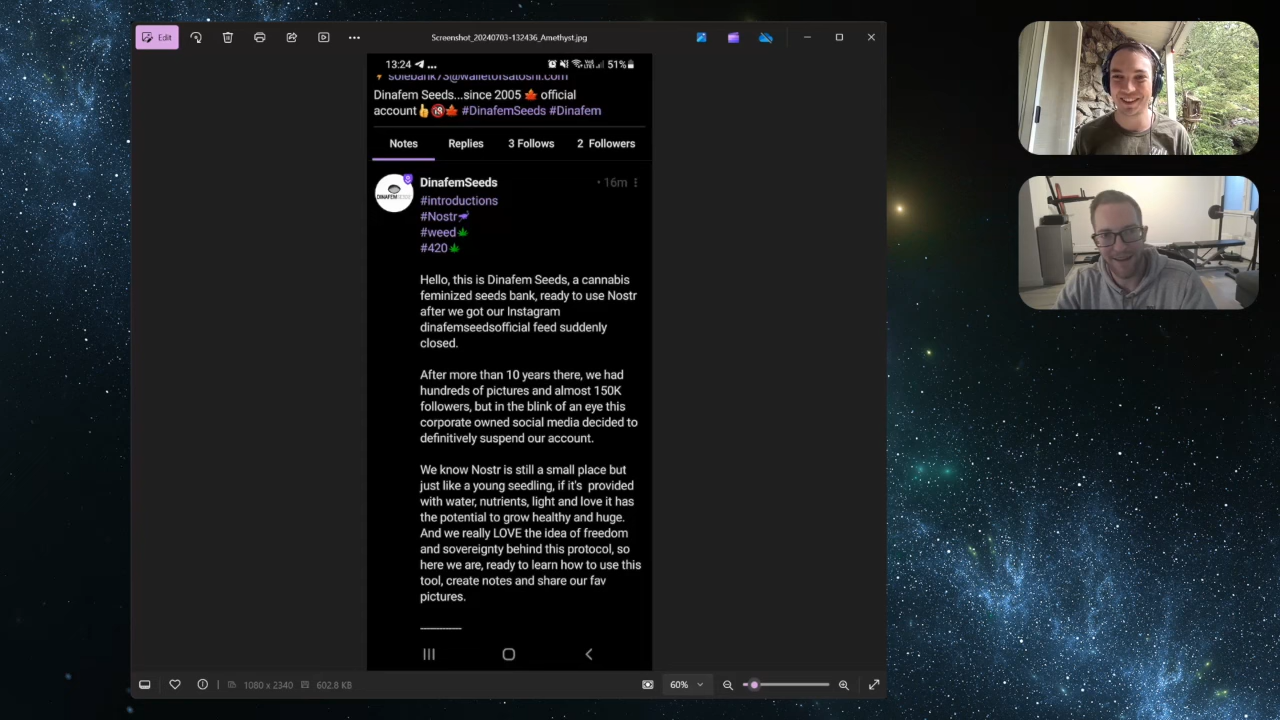 Edit
Screenshot_20240703-132436_Amethyst.jpg
13:24
51%
solebank73@walletofsatoshi.com
Dinafem Seeds...since 2005 🍁 official
account👍🔞🍁 #DinafemSeeds #Dinafem
Notes Replies 3 Follows 2 Followers
DinafemSeeds • 16m
#introductions
#Nostr
#weed
#420
Hello, this is Dinafem Seeds, a cannabis
feminized seeds bank, ready to use Nostr
after we got our Instagram
dinafemseedsofficial feed suddenly
closed.
After more than 10 years there, we had
hundreds of pictures and almost 150K
followers, but in the blink of an eye this
corporate owned social media decided to
definitively suspend our account.
We know Nostr is still a small place but
just like a young seedling, if it's provided
with water, nutrients, light and love it has
the potential to grow healthy and huge.
And we really LOVE the idea of freedom
and sovereignty behind this protocol, so
here we are, ready to learn how to use this
tool, create notes and share our fav
pictures.
1080 x 2340 602.8 KB
60%